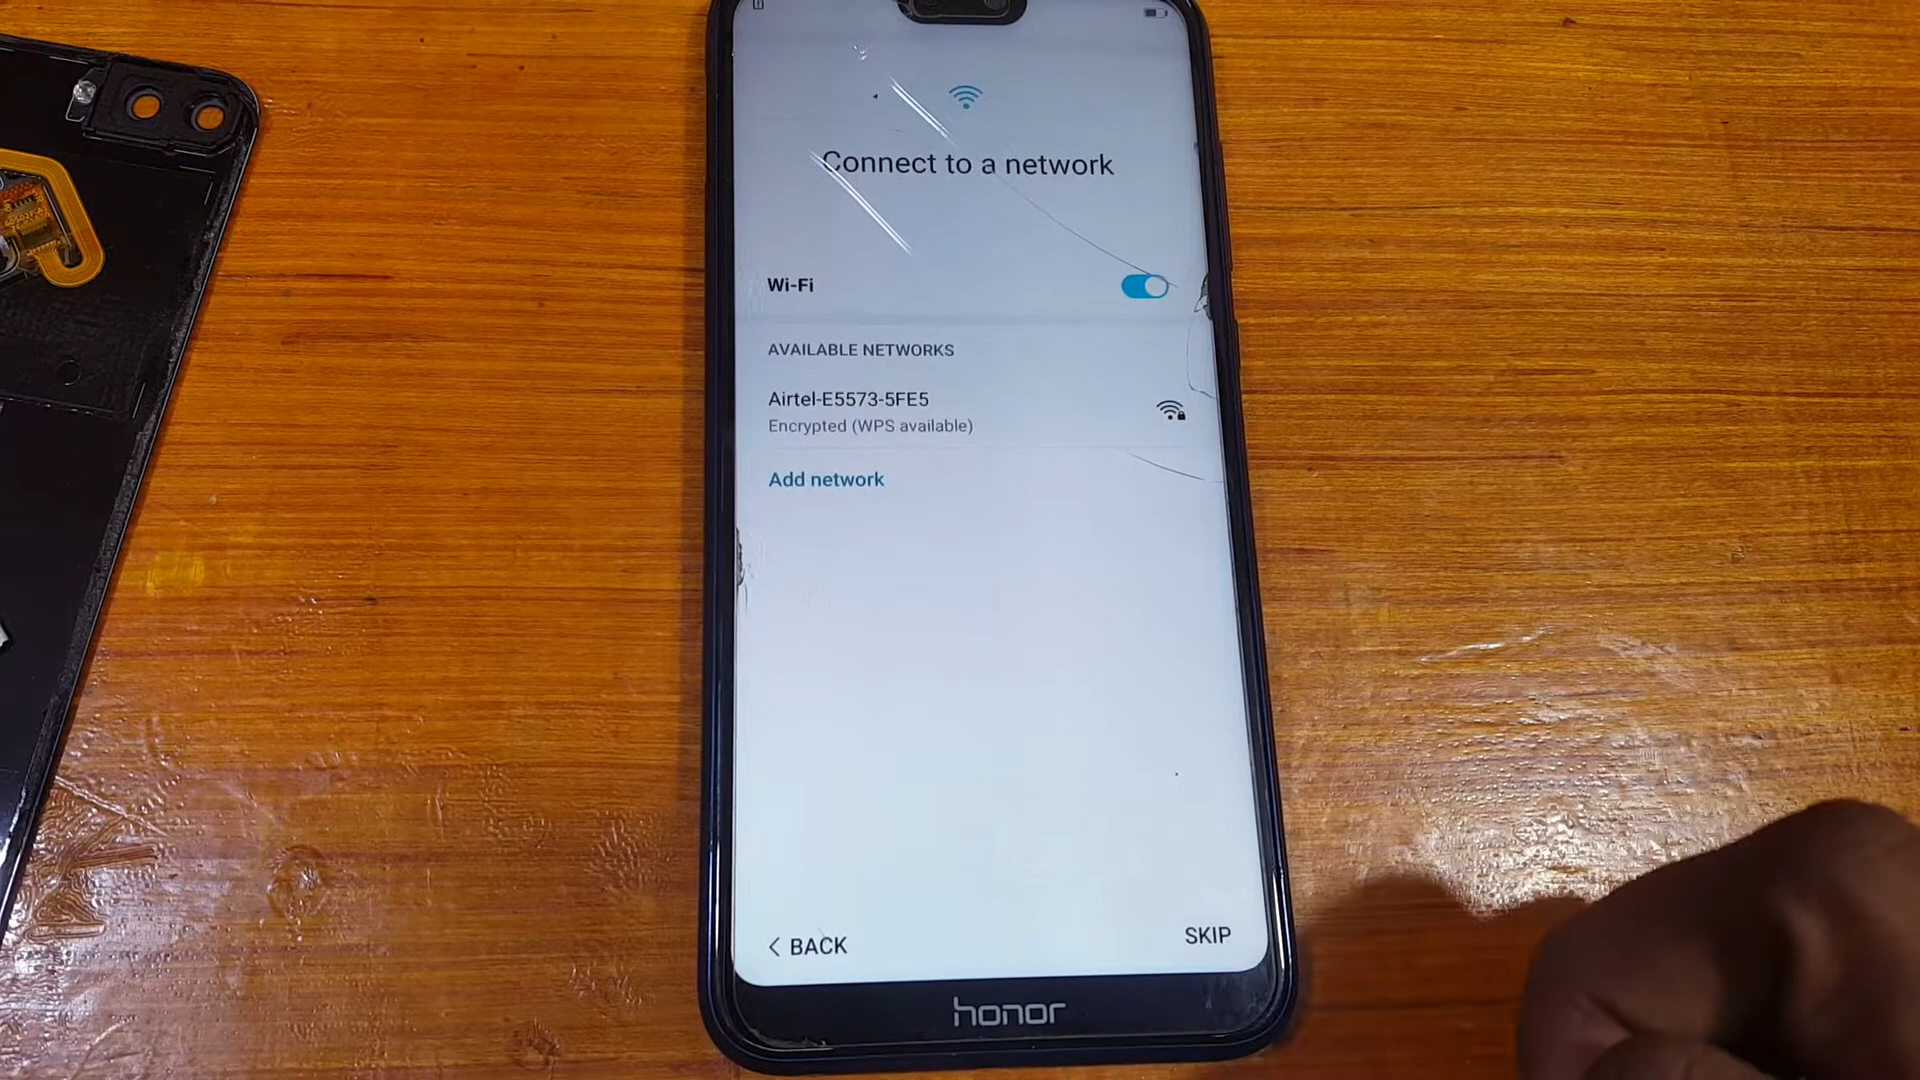 Connect to a network
Wi-Fi
AVAILABLE NETWORKS
Airtel-E5573-5FE5
Encrypted (WPS available)
Add network
< BACK
SKIP
honor